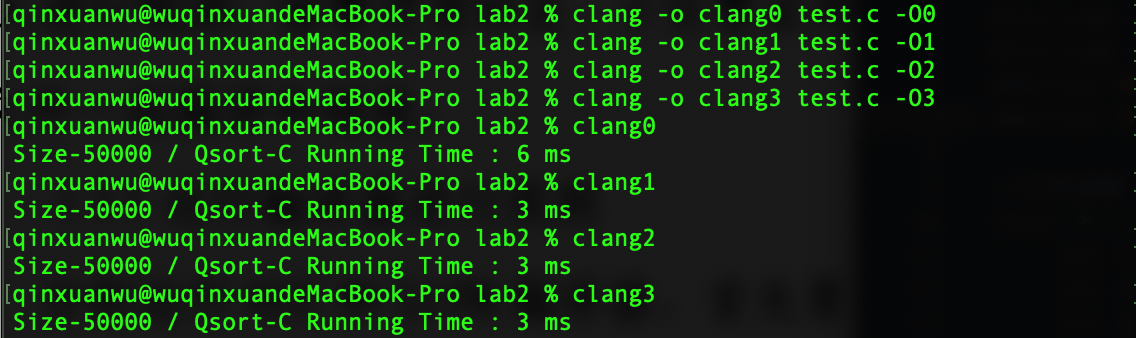 [qinxuanwu@wuqinxuandeMacBook-Pro lab2 % clang -o clang0 test.c -O0
[qinxuanwu@wuqinxuandeMacBook-Pro lab2 % clang -o clang1 test.c -O1
[qinxuanwu@wuqinxuandeMacBook-Pro lab2 % clang -o clang2 test.c -O2
[qinxuanwu@wuqinxuandeMacBook-Pro lab2 % clang -o clang3 test.c -O3
[qinxuanwu@wuqinxuandeMacBook-Pro lab2 % clang0
Size-50000 / Qsort-C Running Time : 6 ms
[qinxuanwu@wuqinxuandeMacBook-Pro lab2 % clang1
Size-50000 / Qsort-C Running Time : 3 ms
[qinxuanwu@wuqinxuandeMacBook-Pro lab2 % clang2
Size-50000 / Qsort-C Running Time : 3 ms
[qinxuanwu@wuqinxuandeMacBook-Pro lab2 % clang3
Size-50000 / Qsort-C Running Time : 3 ms